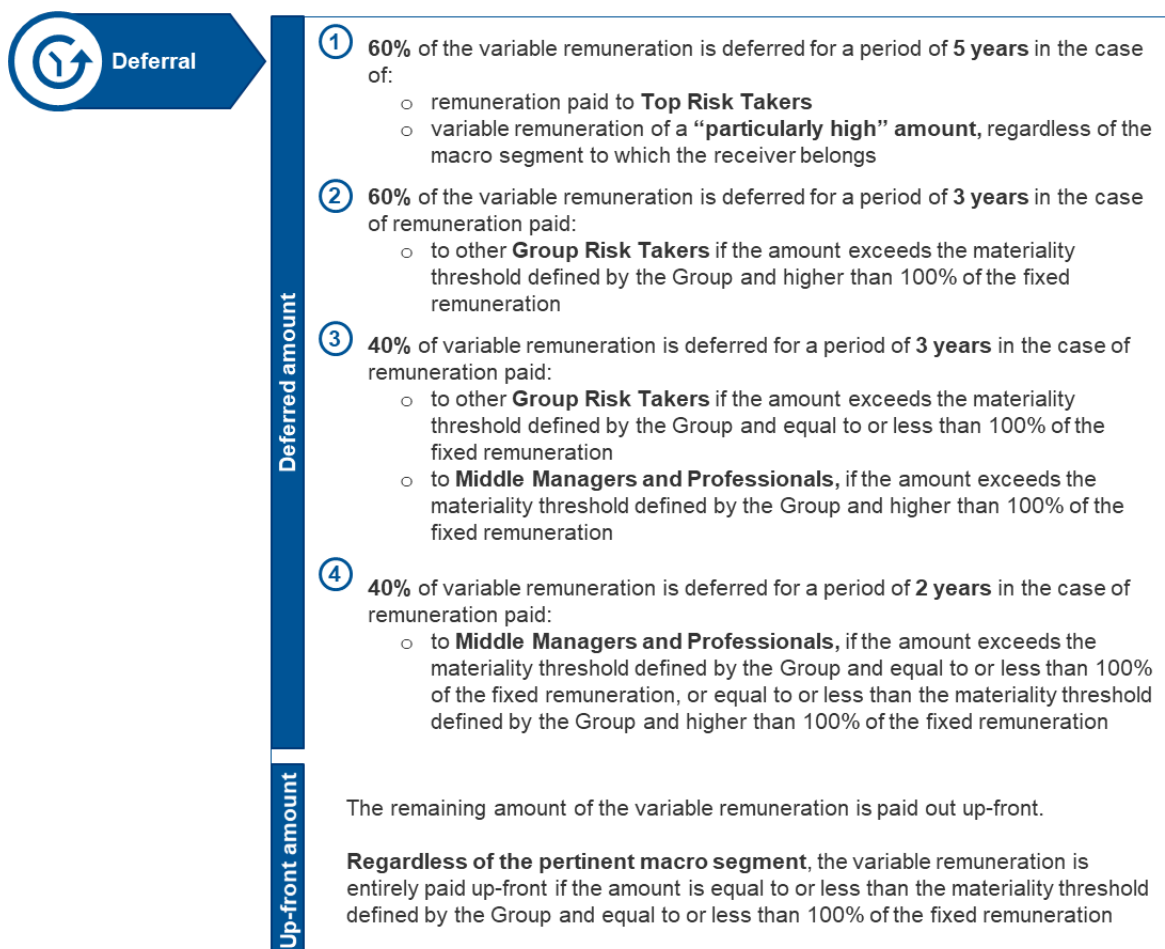 Deferral
Deferred amount
1
60% of the variable remuneration is deferred for a period of 5 years in the case
of:
o remuneration paid to Top Risk Takers
o variable remuneration of a “particularly high” amount, regardless of the
macro segment to which the receiver belongs
2
60% of the variable remuneration is deferred for a period of 3 years in the case
of remuneration paid:
o to other Group Risk Takers if the amount exceeds the materiality
threshold defined by the Group and higher than 100% of the fixed
remuneration
3
40% of variable remuneration is deferred for a period of 3 years in the case of
remuneration paid:
o to other Group Risk Takers if the amount exceeds the materiality
threshold defined by the Group and equal to or less than 100% of the
fixed remuneration
o to Middle Managers and Professionals, if the amount exceeds the
materiality threshold defined by the Group and higher than 100% of the
fixed remuneration
4
40% of variable remuneration is deferred for a period of 2 years in the case of
remuneration paid:
o to Middle Managers and Professionals, if the amount exceeds the
materiality threshold defined by the Group and equal to or less than 100%
of the fixed remuneration, or equal to or less than the materiality threshold
defined by the Group and higher than 100% of the fixed remuneration
Up-front amount
The remaining amount of the variable remuneration is paid out up-front.
Regardless of the pertinent macro segment, the variable remuneration is
entirely paid up-front if the amount is equal to or less than the materiality threshold
defined by the Group and equal to or less than 100% of the fixed remuneration